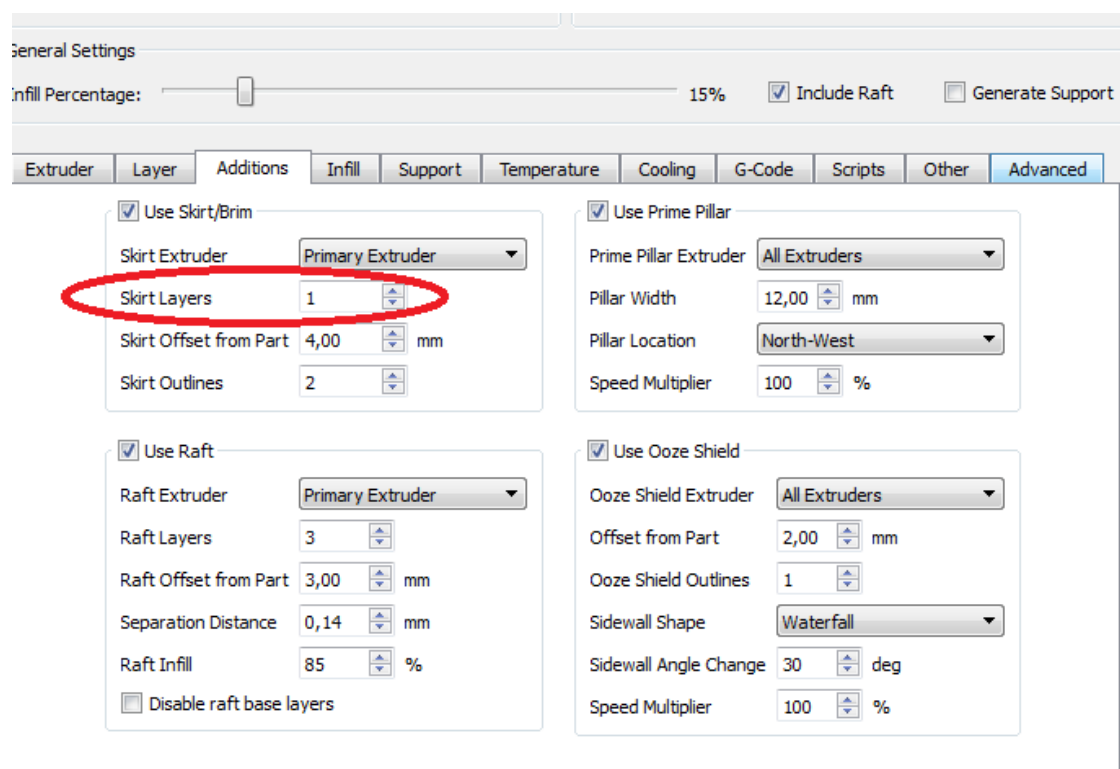 General Settings
Infill Percentage: 15% Include Raft Generate Support
Extruder Layer Additions Infill Support Temperature Cooling G-Code Scripts Other Advanced
Use Skirt/Brim
Skirt Extruder Primary Extruder
Skirt Layers 1
Skirt Offset from Part 4,00 mm
Skirt Outlines 2
Use Prime Pillar
Prime Pillar Extruder All Extruders
Pillar Width 12,00 mm
Pillar Location North-West
Speed Multiplier 100 %
Use Raft
Raft Extruder Primary Extruder
Raft Layers 3
Raft Offset from Part 3,00 mm
Separation Distance 0,14 mm
Raft Infill 85 %
Disable raft base layers
Use Ooze Shield
Ooze Shield Extruder All Extruders
Offset from Part 2,00 mm
Ooze Shield Outlines 1
Sidewall Shape Waterfall
Sidewall Angle Change 30 deg
Speed Multiplier 100 %